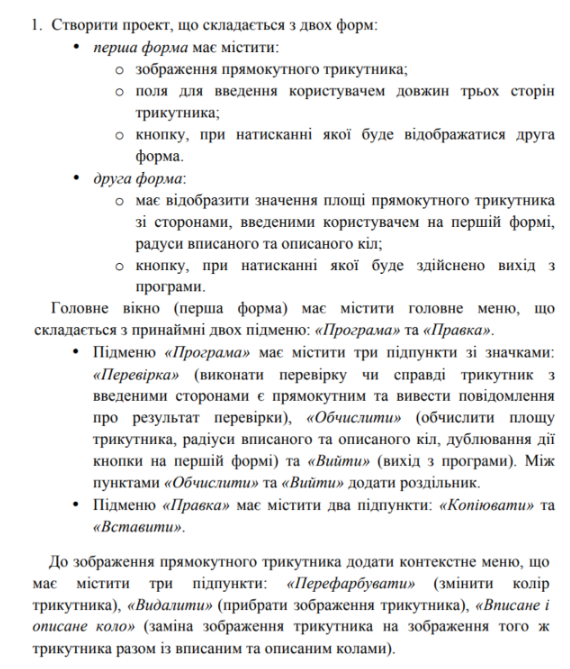 1. Створити проект, що складається з двох форм:
• перша форма має містити:
o зображення прямокутного трикутника;
o поля для введення користувачем довжин трьох сторін
трикутника;
o кнопку, при натисканні якої буде відображатися друга
форма.
• друга форма:
o має відобразити значення площі прямокутного трикутника
зі сторонами, введеними користувачем на першій формі,
радуси вписаного та описаного кіл;
o кнопку, при натисканні якої буде здійснено вихід з
програми.
Головне вікно (перша форма) має містити головне меню, що
складається з принаймні двох підменю: «Програма» та «Правка».
• Підменю «Програма» має містити три підпункти зі значками:
«Перевірка» (виконати перевірку чи справді трикутник з
введеними сторонами є прямокутним та вивести повідомлення
про результат перевірки), «Обчислити» (обчислити площу
трикутника, радіуси вписаного та описаного кіл, дублювання дії
кнопки на першій формі) та «Вийти» (вихід з програми). Між
пунктами «Обчислити» та «Вийти» додати роздільник.
• Підменю «Правка» має містити два підпункти: «Копіювати» та
«Вставити».
До зображення прямокутного трикутника додати контекстне меню, що
має містити три підпункти: «Перефарбувати» (змінити колір
трикутника), «Видалити» (прибрати зображення трикутника), «Вписане і
описане коло» (заміна зображення трикутника на зображення того ж
трикутника разом із вписаним та описаним колами).